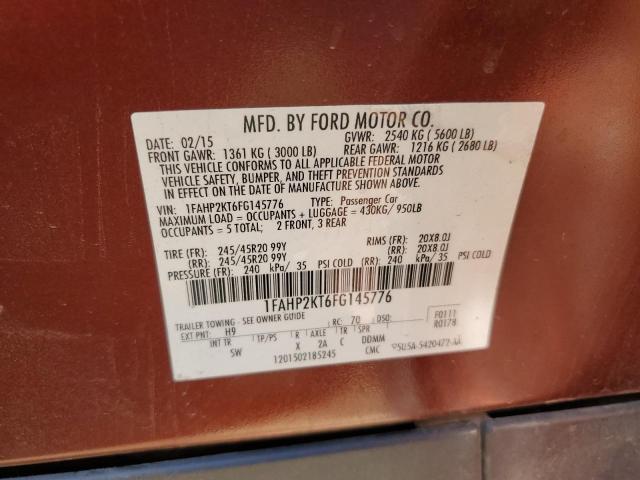 MFD. BY FORD MOTOR CO.
DATE: 02/15 GVWR: 2540 KG ( 5600 LB)
FRONT GAWR: 1361 KG ( 3000 LB) REAR GAWR: 1216 KG ( 2680 LB)
THIS VEHICLE CONFORMS TO ALL APPLICABLE FEDERAL MOTOR
VEHICLE SAFETY, BUMPER, AND THEFT PREVENTION STANDARDS
IN EFFECT ON THE DATE OF MANUFACTURE SHOWN ABOVE.
VIN: 1FAHP2KT6FG145776 TYPE: Passenger Car
MAXIMUM LOAD = OCCUPANTS + LUGGAGE = 430KG/ 950LB
OCCUPANTS = 5 TOTAL; 2 FRONT, 3 REAR
TIRE (FR): 245/45R20 99Y RIMS (FR): 20X8.0J
(RR): 245/45R20 99Y (RR): 20X8.0J
PRESSURE (FR): 240 kPa/ 35 PSI COLD (RR): 240 kPa/ 35 PSI COLD
1FAHP2KT6FG145776
TRAILER TOWING - SEE OWNER GUIDE RC: 70 DSO: F0111
EXT PNT: H9 R0178
INT TR TP/PS R AXLE TR SPR
SW X 2A C DDMM
1201502185245 CMC 5U5A-5420472-AA